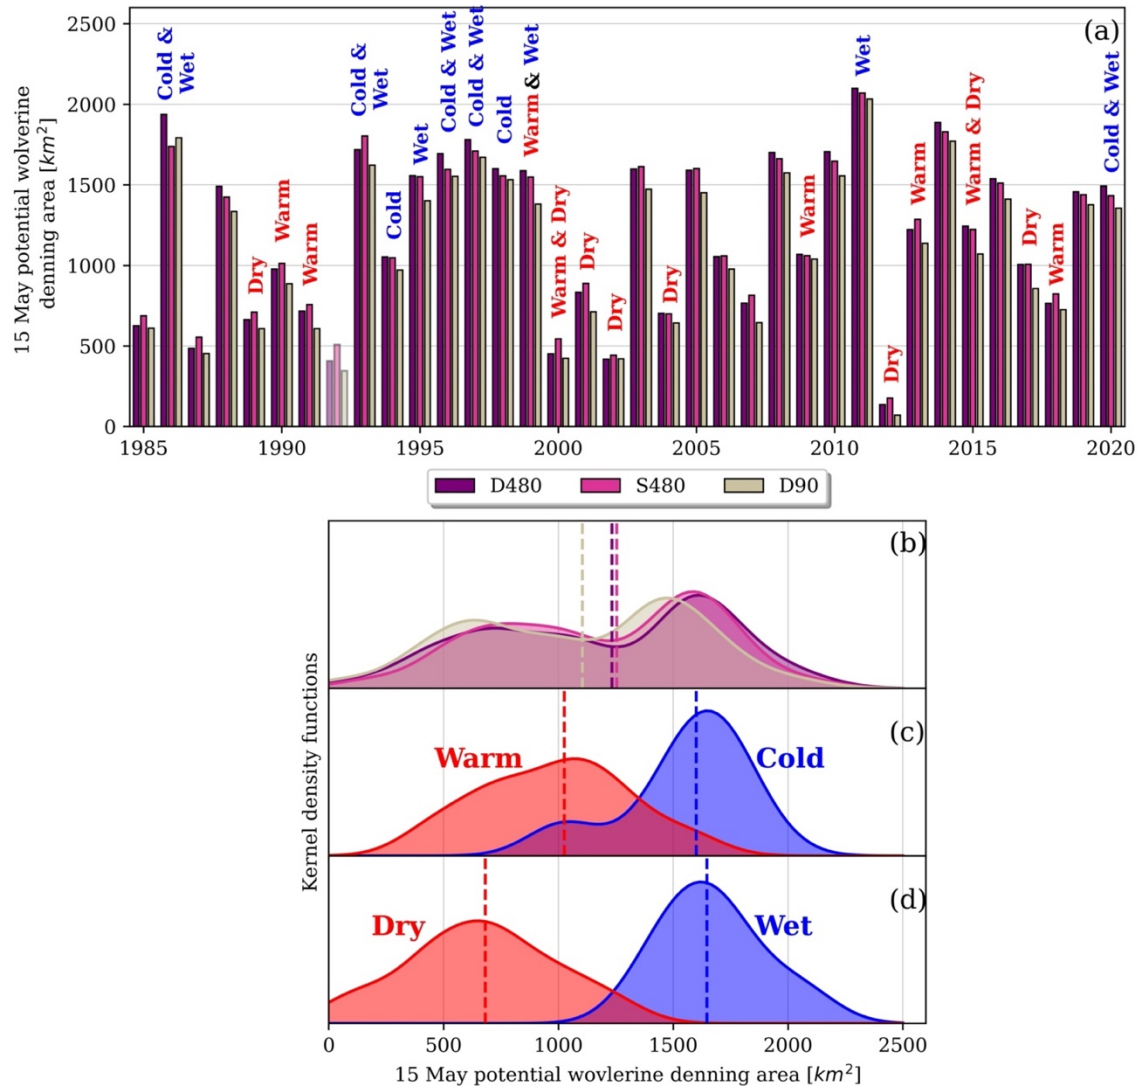 (a)
15 May potential wolverine
denning area [km²]
2500
2000
1500
1000
500
0
Cold &
Wet
Dry
Warm
Warm
Cold &
Wet
Cold
Wet
Cold & Wet
Cold & Wet
Cold
Warm & Wet
Warm & Dry
Dry
Dry
Dry
Warm
Wet
Dry
Warm
Warm & Dry
Dry
Warm
Cold & Wet
1985 1990 1995 2000 2005 2010 2015 2020
D480 S480 D90
(b)
Kernel density functions
(c)
Warm Cold
(d)
Dry Wet
0 500 1000 1500 2000 2500
15 May potential wovlerine denning area [km²]